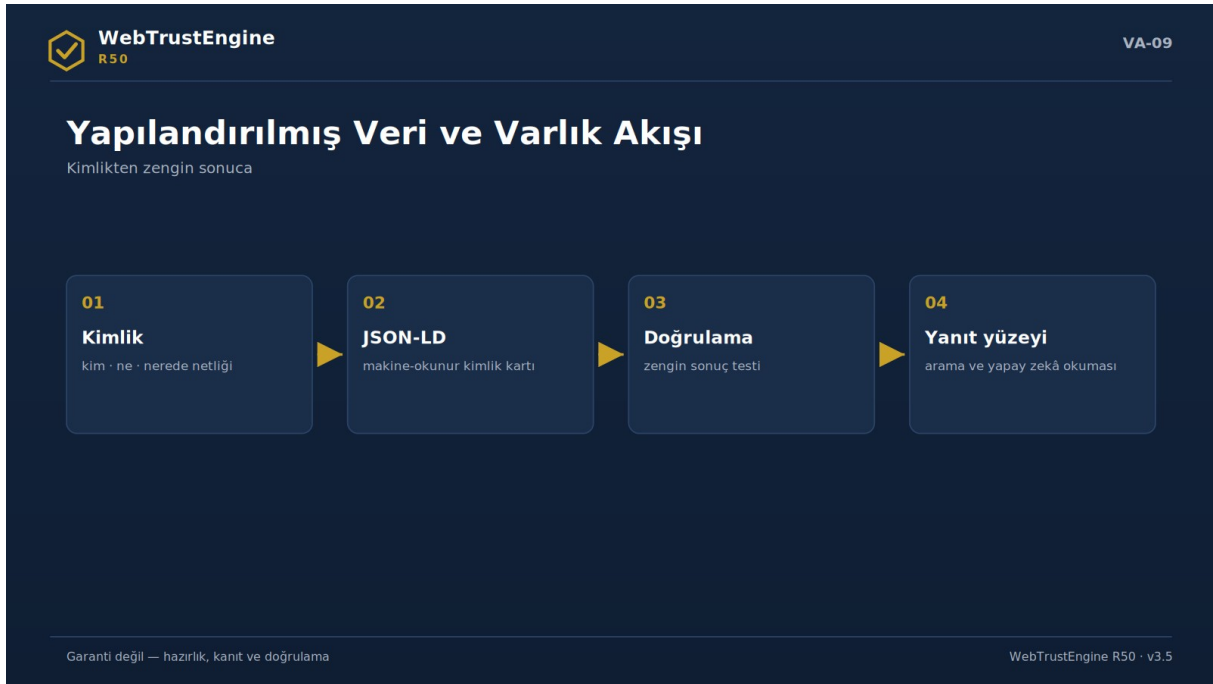 WebTrustEngine
R50
VA-09
Yapılandırılmış Veri ve Varlık Akışı
Kimlikten zengin sonuca
01
Kimlik
kim · ne · nerede netliği
02
JSON-LD
makine-okunur kimlik kartı
03
Doğrulama
zengin sonuç testi
04
Yanıt yüzeyi
arama ve yapay zekâ okuması
Garanti değil — hazırlık, kanıt ve doğrulama
WebTrustEngine R50 · v3.5